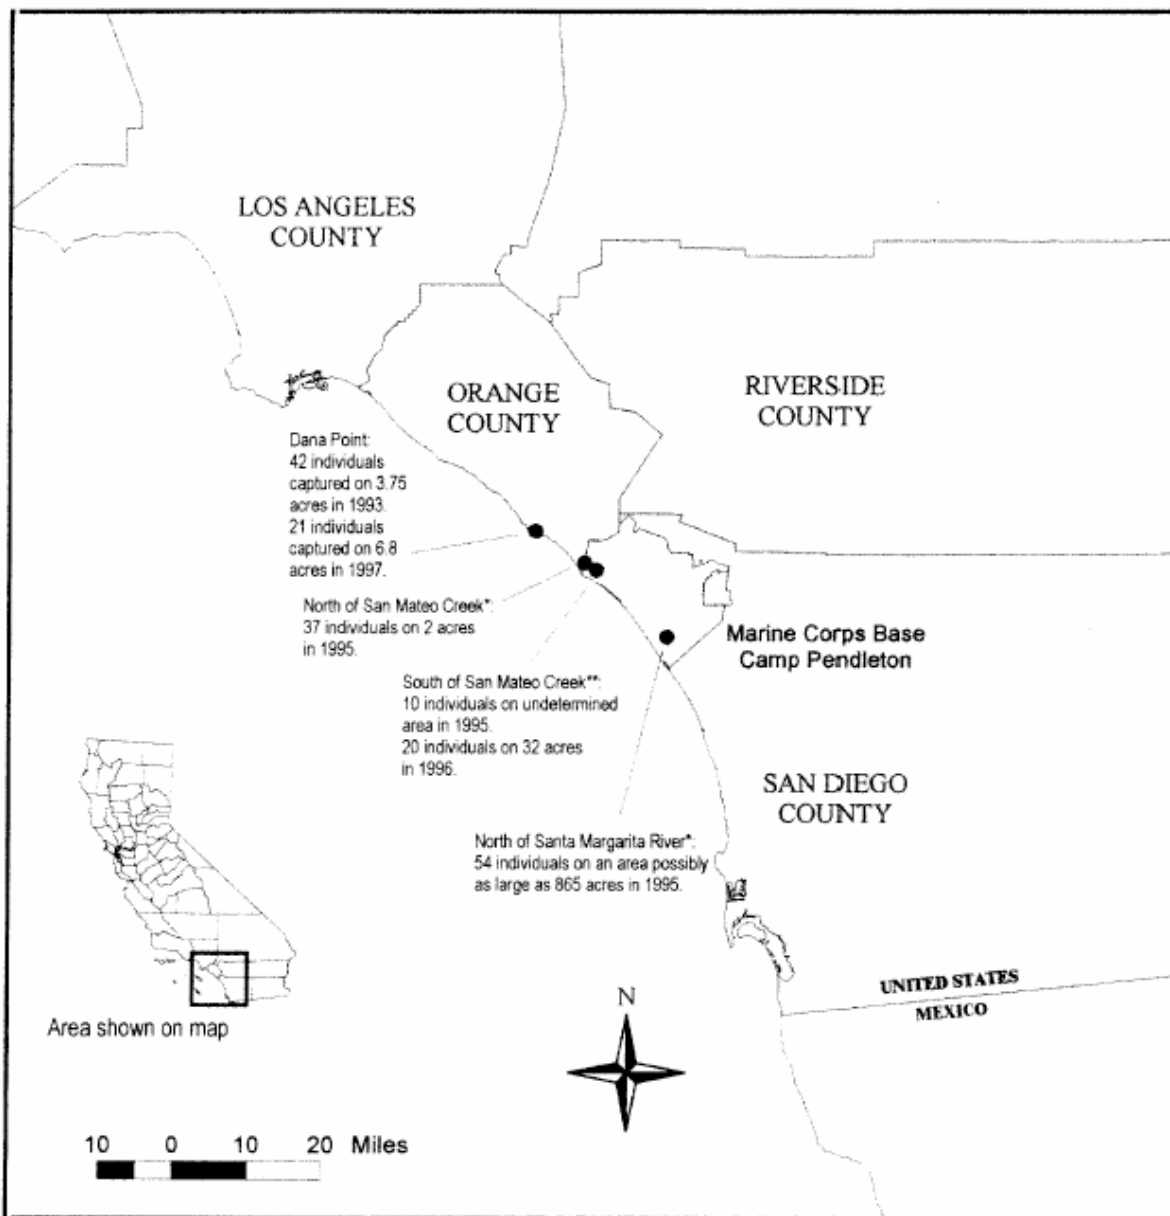 LOS ANGELES
COUNTY
ORANGE
COUNTY
RIVERSIDE
COUNTY
Dana Point:
42 individuals
captured on 3.75
acres in 1993.
21 individuals
captured on 6.8
acres in 1997.
North of San Mateo Creek*:
37 individuals on 2 acres
in 1995.
Marine Corps Base
Camp Pendleton
South of San Mateo Creek**:
10 individuals on undetermined
area in 1995.
20 individuals on 32 acres
in 1996.
SAN DIEGO
COUNTY
North of Santa Margarita River*:
54 individuals on an area possibly
as large as 865 acres in 1995.
UNITED STATES
MEXICO
N
Area shown on map
10 0 10 20 Miles